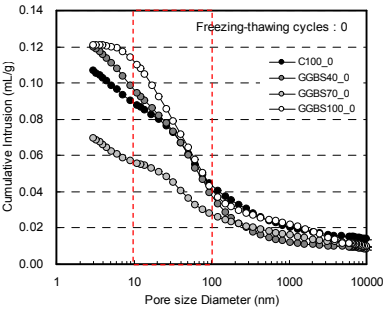 Freezing-thawing cycles : 0
C100_0
GGBS40_0
GGBS70_0
GGBS100_0
Cumulative Intrusion (mL/g)
0.14
0.12
0.10
0.08
0.06
0.04
0.02
0.00
1
10
100
1000
10000
Pore size Diameter (nm)